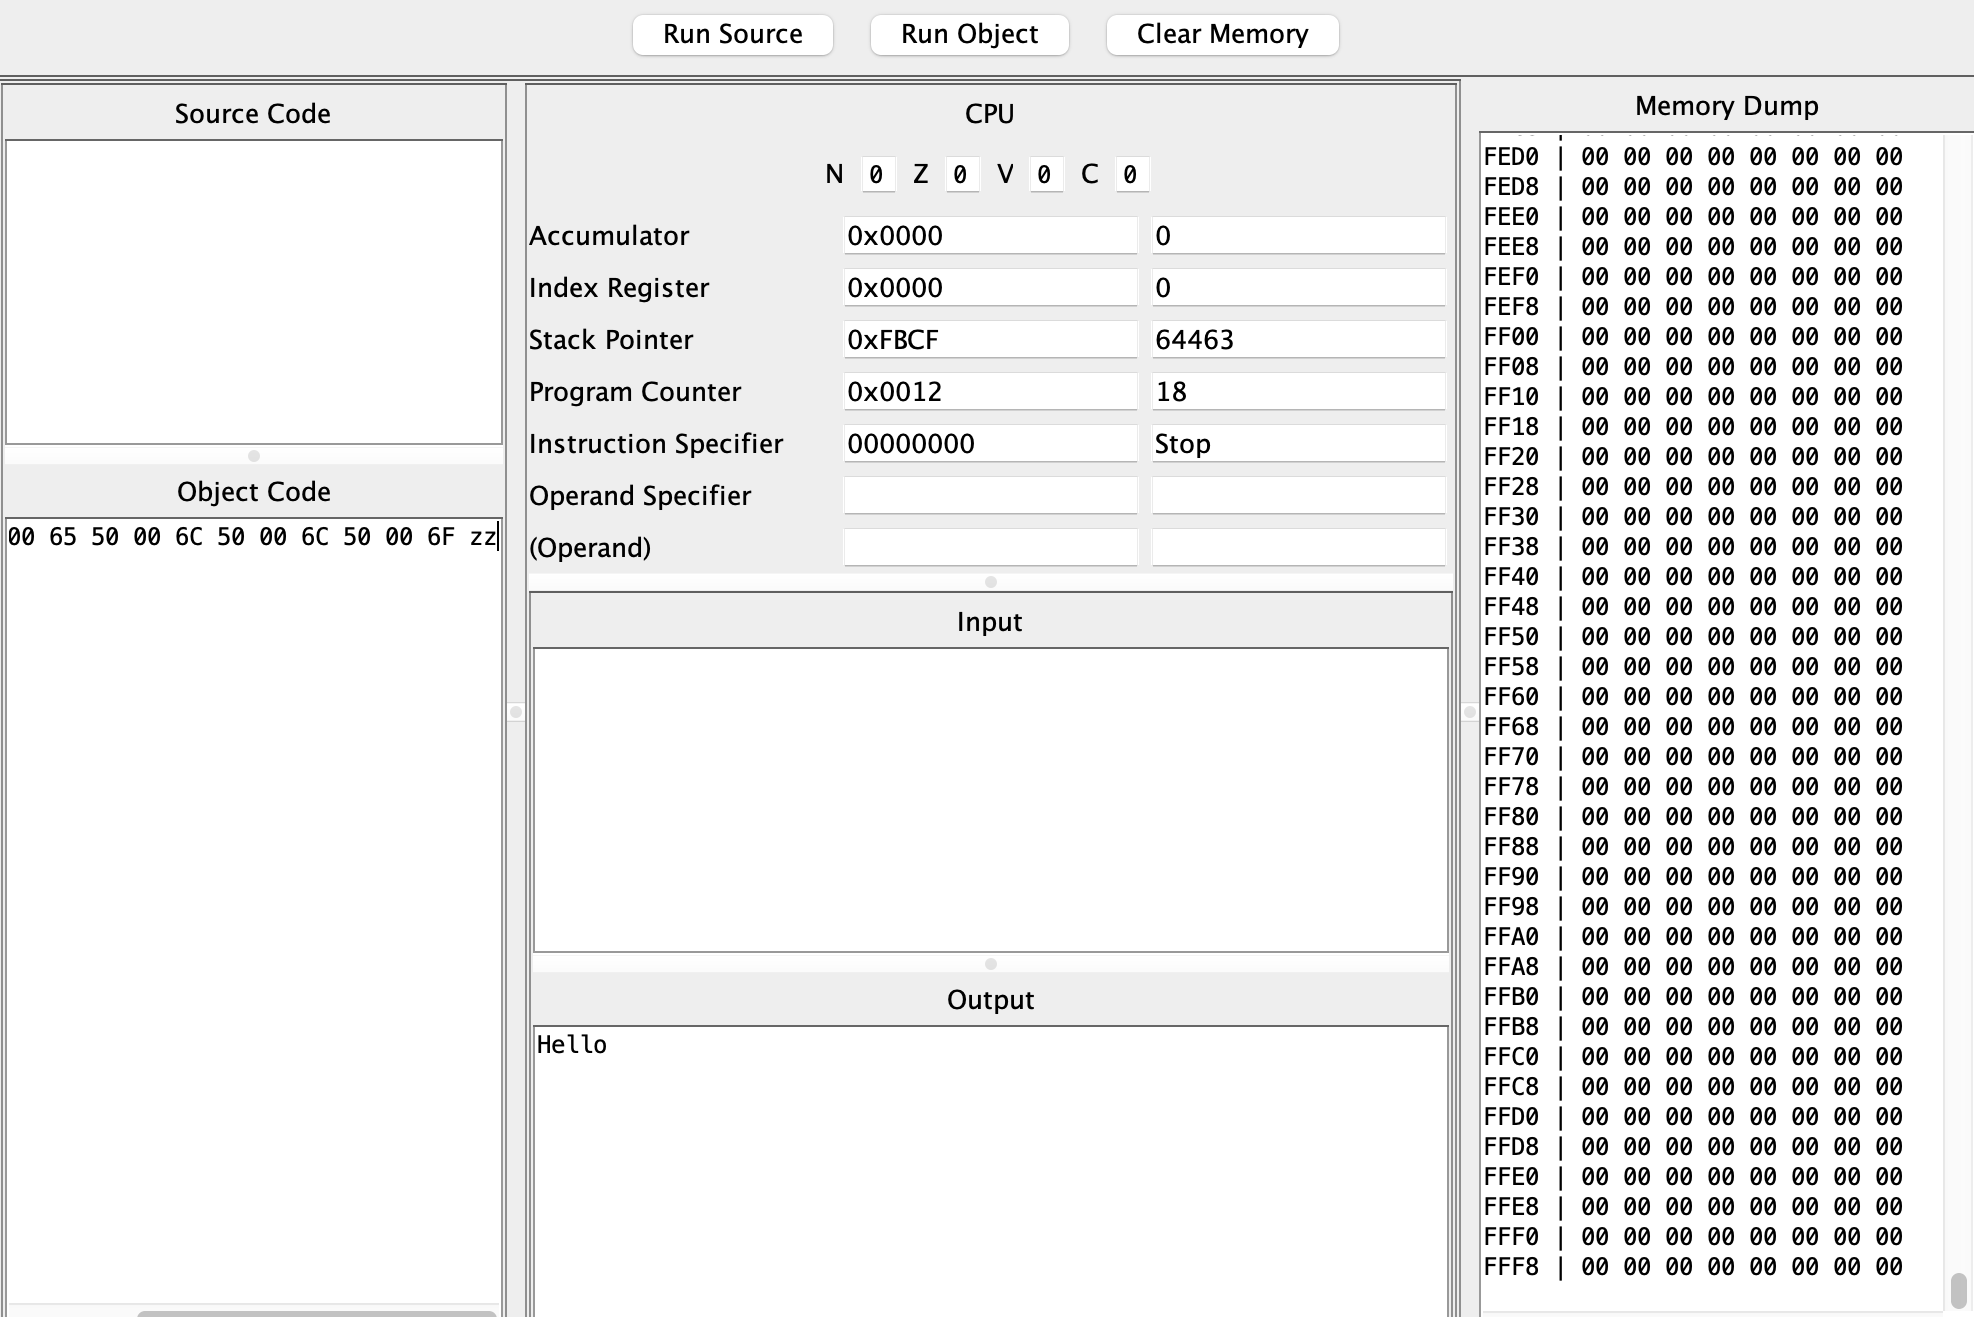 Run Source Run Object Clear Memory
Source Code
Object Code
00 65 50 00 6C 50 00 6C 50 00 6F zz
CPU
N 0 Z 0 V 0 C 0
Accumulator 0x0000 0
Index Register 0x0000 0
Stack Pointer 0xFBCF 64463
Program Counter 0x0012 18
Instruction Specifier 00000000 Stop
Operand Specifier
(Operand)
Input
Output
Hello
Memory Dump
FED0 | 00 00 00 00 00 00 00 00
FED8 | 00 00 00 00 00 00 00 00
FEE0 | 00 00 00 00 00 00 00 00
FEE8 | 00 00 00 00 00 00 00 00
FEF0 | 00 00 00 00 00 00 00 00
FEF8 | 00 00 00 00 00 00 00 00
FF00 | 00 00 00 00 00 00 00 00
FF08 | 00 00 00 00 00 00 00 00
FF10 | 00 00 00 00 00 00 00 00
FF18 | 00 00 00 00 00 00 00 00
FF20 | 00 00 00 00 00 00 00 00
FF28 | 00 00 00 00 00 00 00 00
FF30 | 00 00 00 00 00 00 00 00
FF38 | 00 00 00 00 00 00 00 00
FF40 | 00 00 00 00 00 00 00 00
FF48 | 00 00 00 00 00 00 00 00
FF50 | 00 00 00 00 00 00 00 00
FF58 | 00 00 00 00 00 00 00 00
FF60 | 00 00 00 00 00 00 00 00
FF68 | 00 00 00 00 00 00 00 00
FF70 | 00 00 00 00 00 00 00 00
FF78 | 00 00 00 00 00 00 00 00
FF80 | 00 00 00 00 00 00 00 00
FF88 | 00 00 00 00 00 00 00 00
FF90 | 00 00 00 00 00 00 00 00
FF98 | 00 00 00 00 00 00 00 00
FFA0 | 00 00 00 00 00 00 00 00
FFA8 | 00 00 00 00 00 00 00 00
FFB0 | 00 00 00 00 00 00 00 00
FFB8 | 00 00 00 00 00 00 00 00
FFC0 | 00 00 00 00 00 00 00 00
FFC8 | 00 00 00 00 00 00 00 00
FFD0 | 00 00 00 00 00 00 00 00
FFD8 | 00 00 00 00 00 00 00 00
FFE0 | 00 00 00 00 00 00 00 00
FFE8 | 00 00 00 00 00 00 00 00
FFF0 | 00 00 00 00 00 00 00 00
FFF8 | 00 00 00 00 00 00 00 00